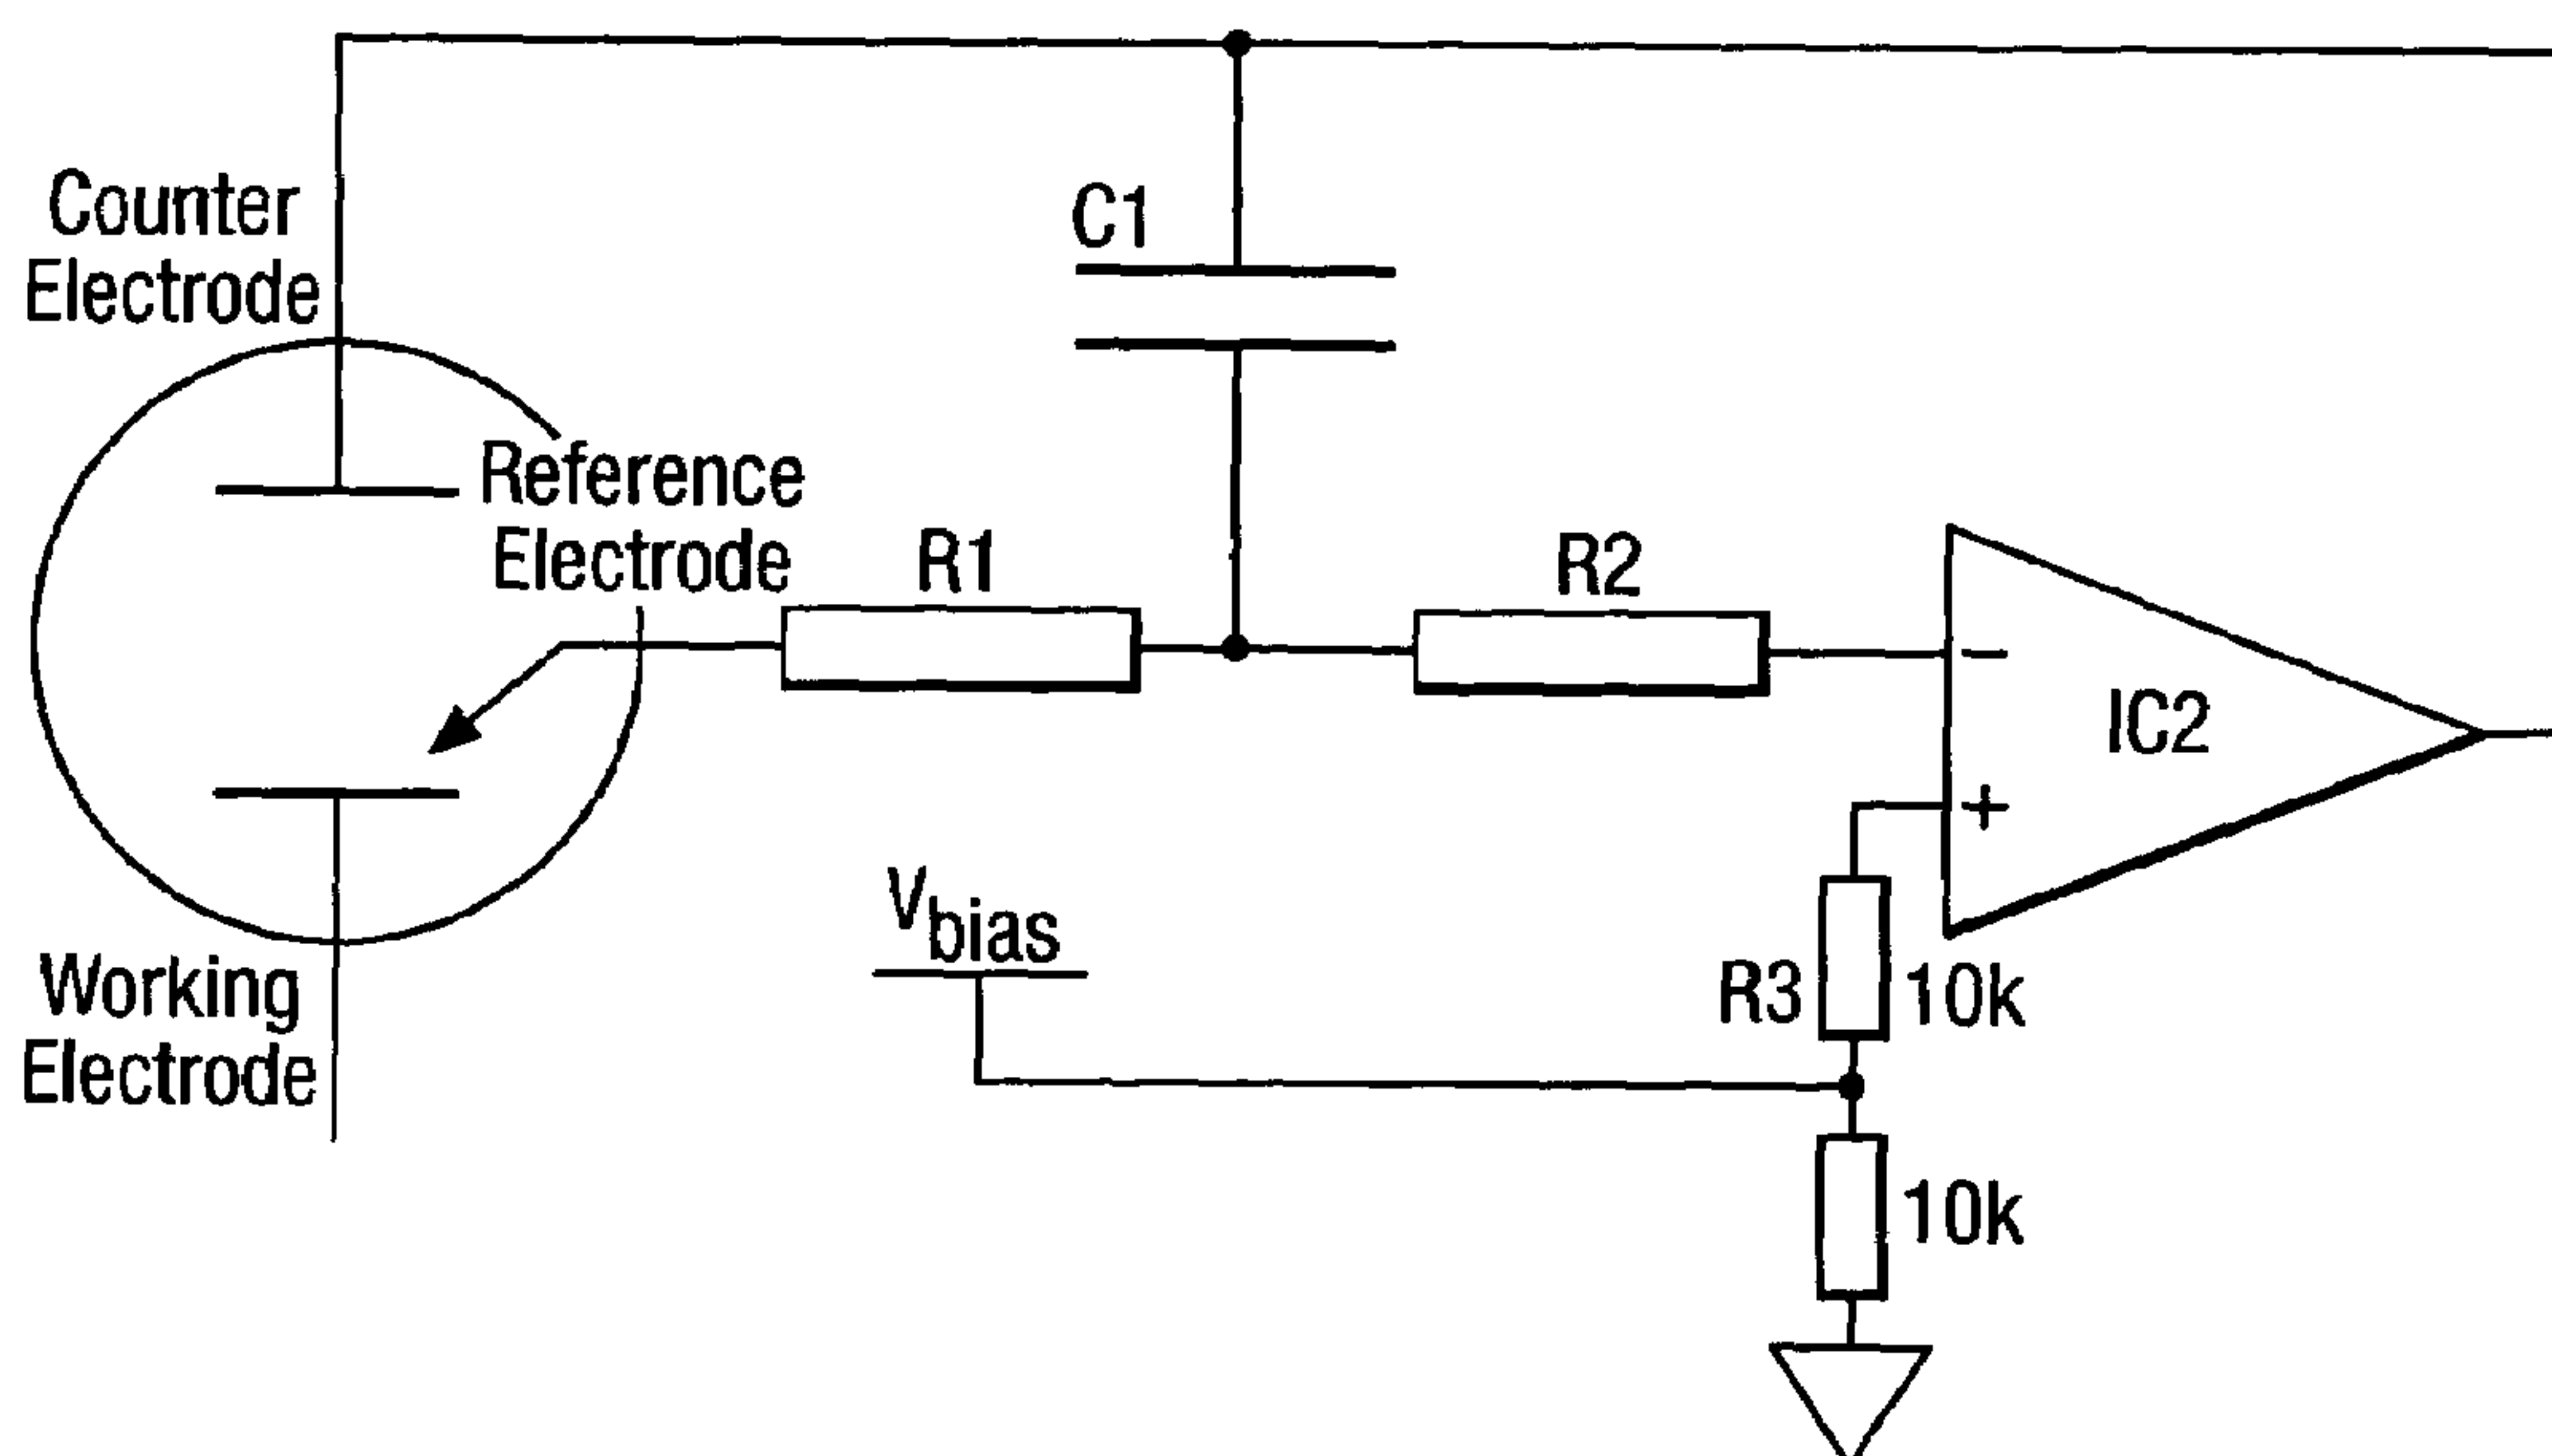 Counter
Electrode
C1
Reference
Electrode
R1
R2
−
IC2
+
Vbias
R3
10k
Working
Electrode
10k